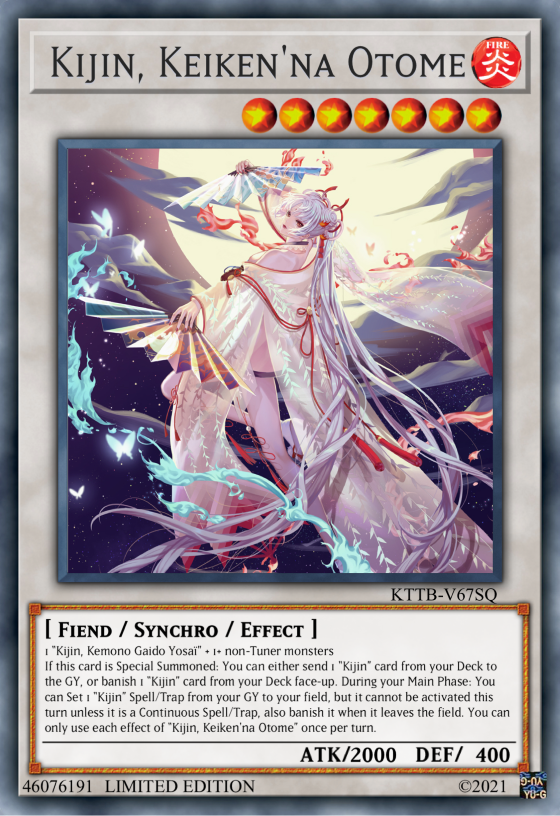 Kijin, Keiken'na Otome
FIRE
炎
KTTB-V67SQ
[ Fiend / Synchro / Effect ]
1 "Kijin, Kemono Gaido Yosaï" + 1+ non-Tuner monsters
If this card is Special Summoned: You can either send 1 "Kijin" card from your Deck to
the GY, or banish 1 "Kijin" card from your Deck face-up. During your Main Phase: You
can Set 1 "Kijin" Spell/Trap from your GY to your field, but it cannot be activated this
turn unless it is a Continuous Spell/Trap, also banish it when it leaves the field. You can
only use each effect of "Kijin, Keiken'na Otome" once per turn.
ATK/2000 DEF/ 400
46076191 LIMITED EDITION ©2021
YU-G
YU-G